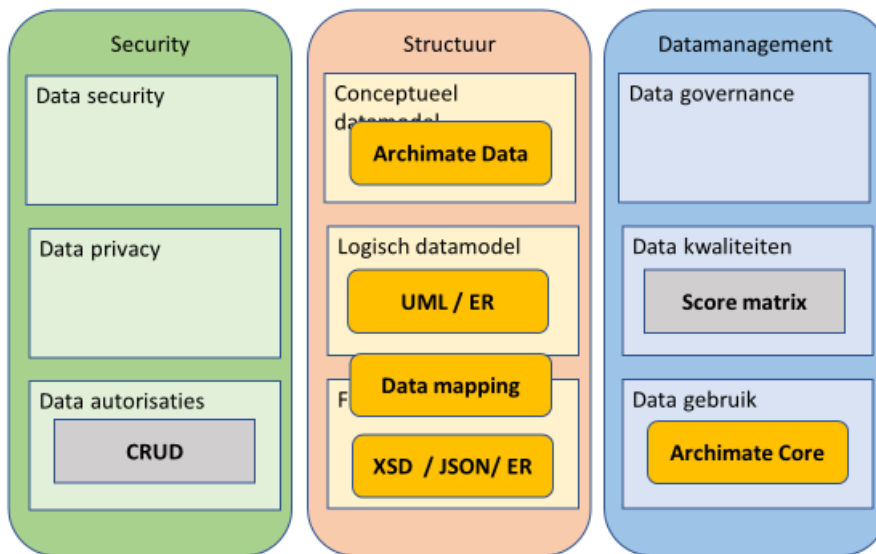 Security
Data security
Data privacy
Data autorisaties
CRUD
Structuur
Conceptueel
datamodel
Archimate Data
Logisch datamodel
UML / ER
Data mapping
F
XSD / JSON/ ER
Datamanagement
Data governance
Data kwaliteiten
Score matrix
Data gebruik
Archimate Core